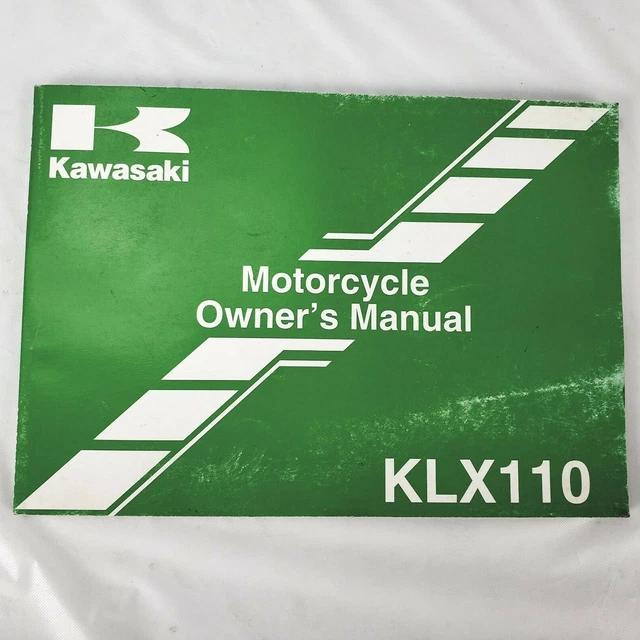 Kawasaki
Motorcycle
Owner's Manual
KLX110